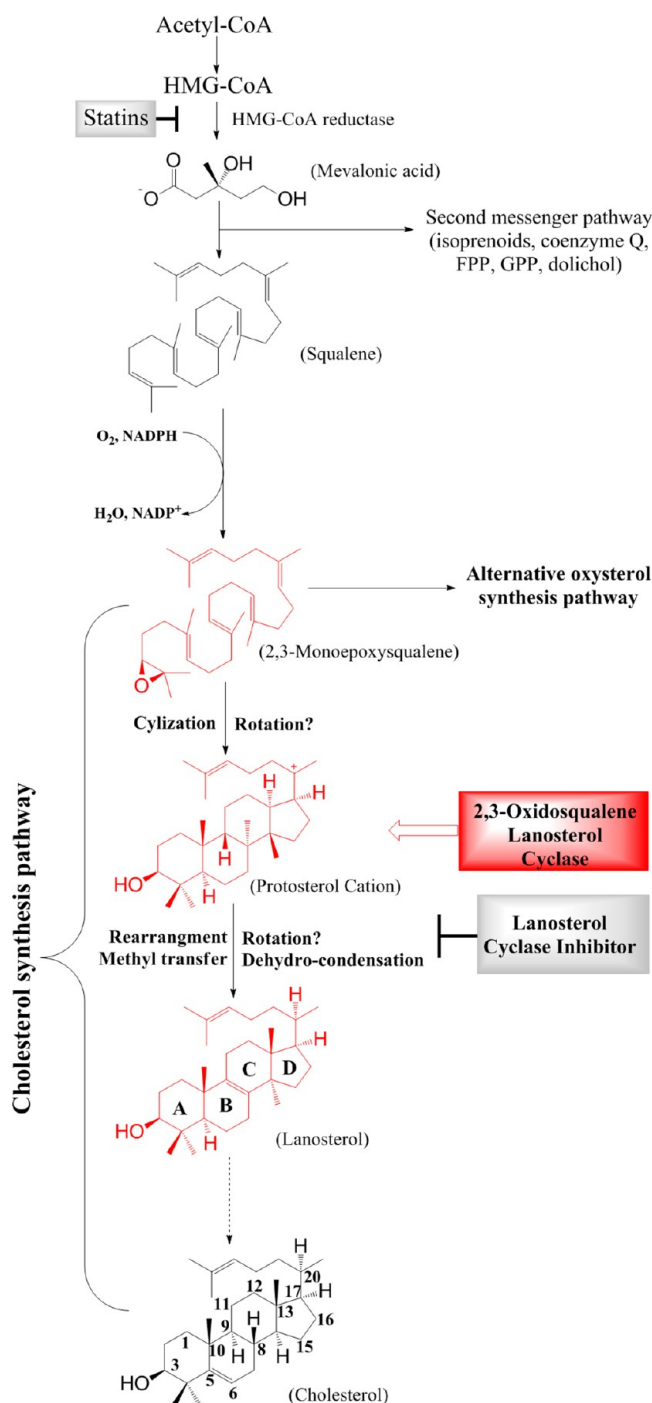 Acetyl-CoA
HMG-CoA
Statins
HMG-CoA reductase
O
-O
OH
OH
(Mevalonic acid)
Second messenger pathway
(isoprenoids, coenzyme Q,
FPP, GPP, dolichol)
(Squalene)
O2, NADPH
H2O, NADP+
Alternative oxysterol
synthesis pathway
(2,3-Monoepoxysqualene)
O
Cylization Rotation?
+
H
H
H
H
HO
(Protosterol Cation)
2,3-Oxidosqualene
Lanosterol
Cyclase
Rearrangment
Methyl transfer
Rotation?
Dehydro-condensation
Lanosterol
Cyclase Inhibitor
Cholesterol synthesis pathway
H
H
C
D
A
B
H
HO
(Lanosterol)
H
20
17
H
12
11
13
16
H
9
1
10
8
15
H
H
3
5
6
HO
(Cholesterol)